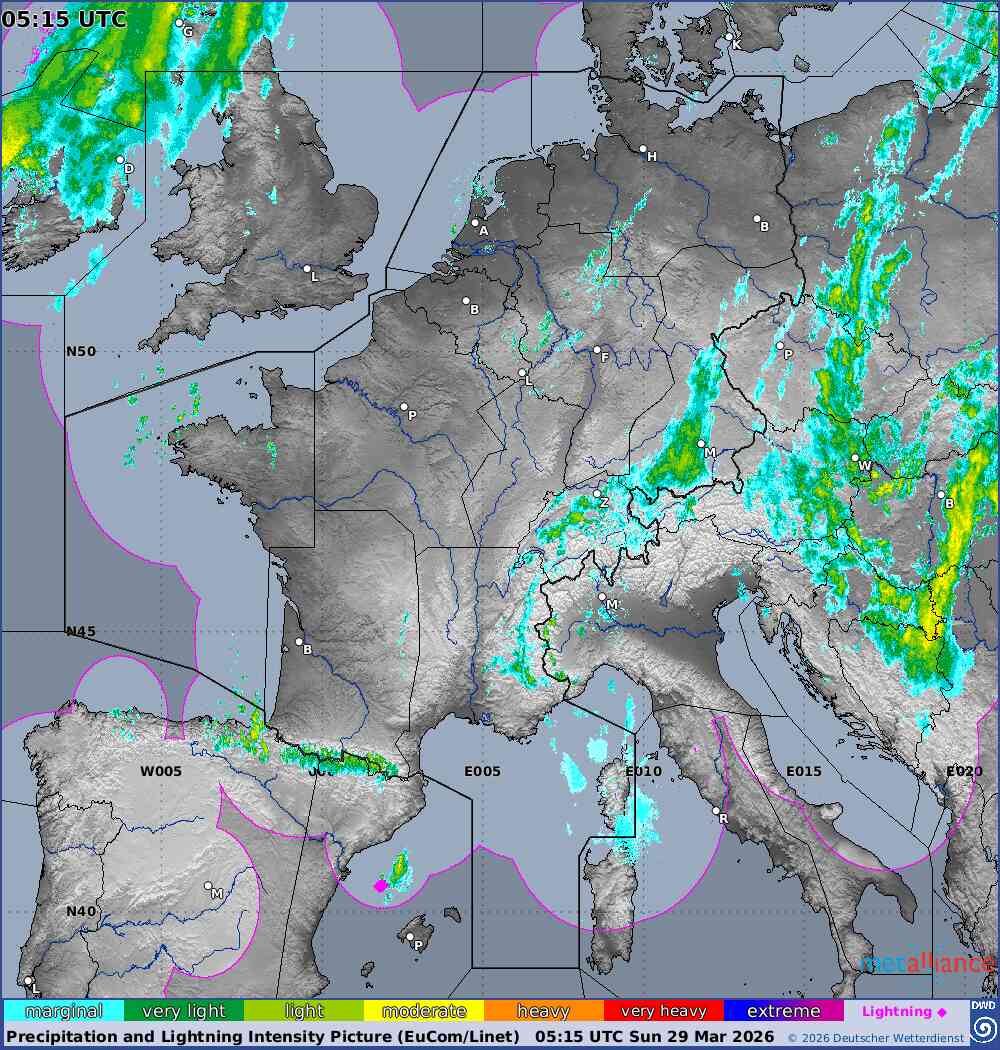 05:15 UTC
G
K
D
H
A
B
L
B
N50
F
P
L
P
M
W
Z
B
M
N45
B
W005
E005
E010
E015
E020
R
M
N40
P
L
metalliance
marginal very light light moderate heavy very heavy extreme Lightning ◆
DWD
Precipitation and Lightning Intensity Picture (EuCom/Linet) 05:15 UTC Sun 29 Mar 2026 © 2026 Deutscher Wetterdienst